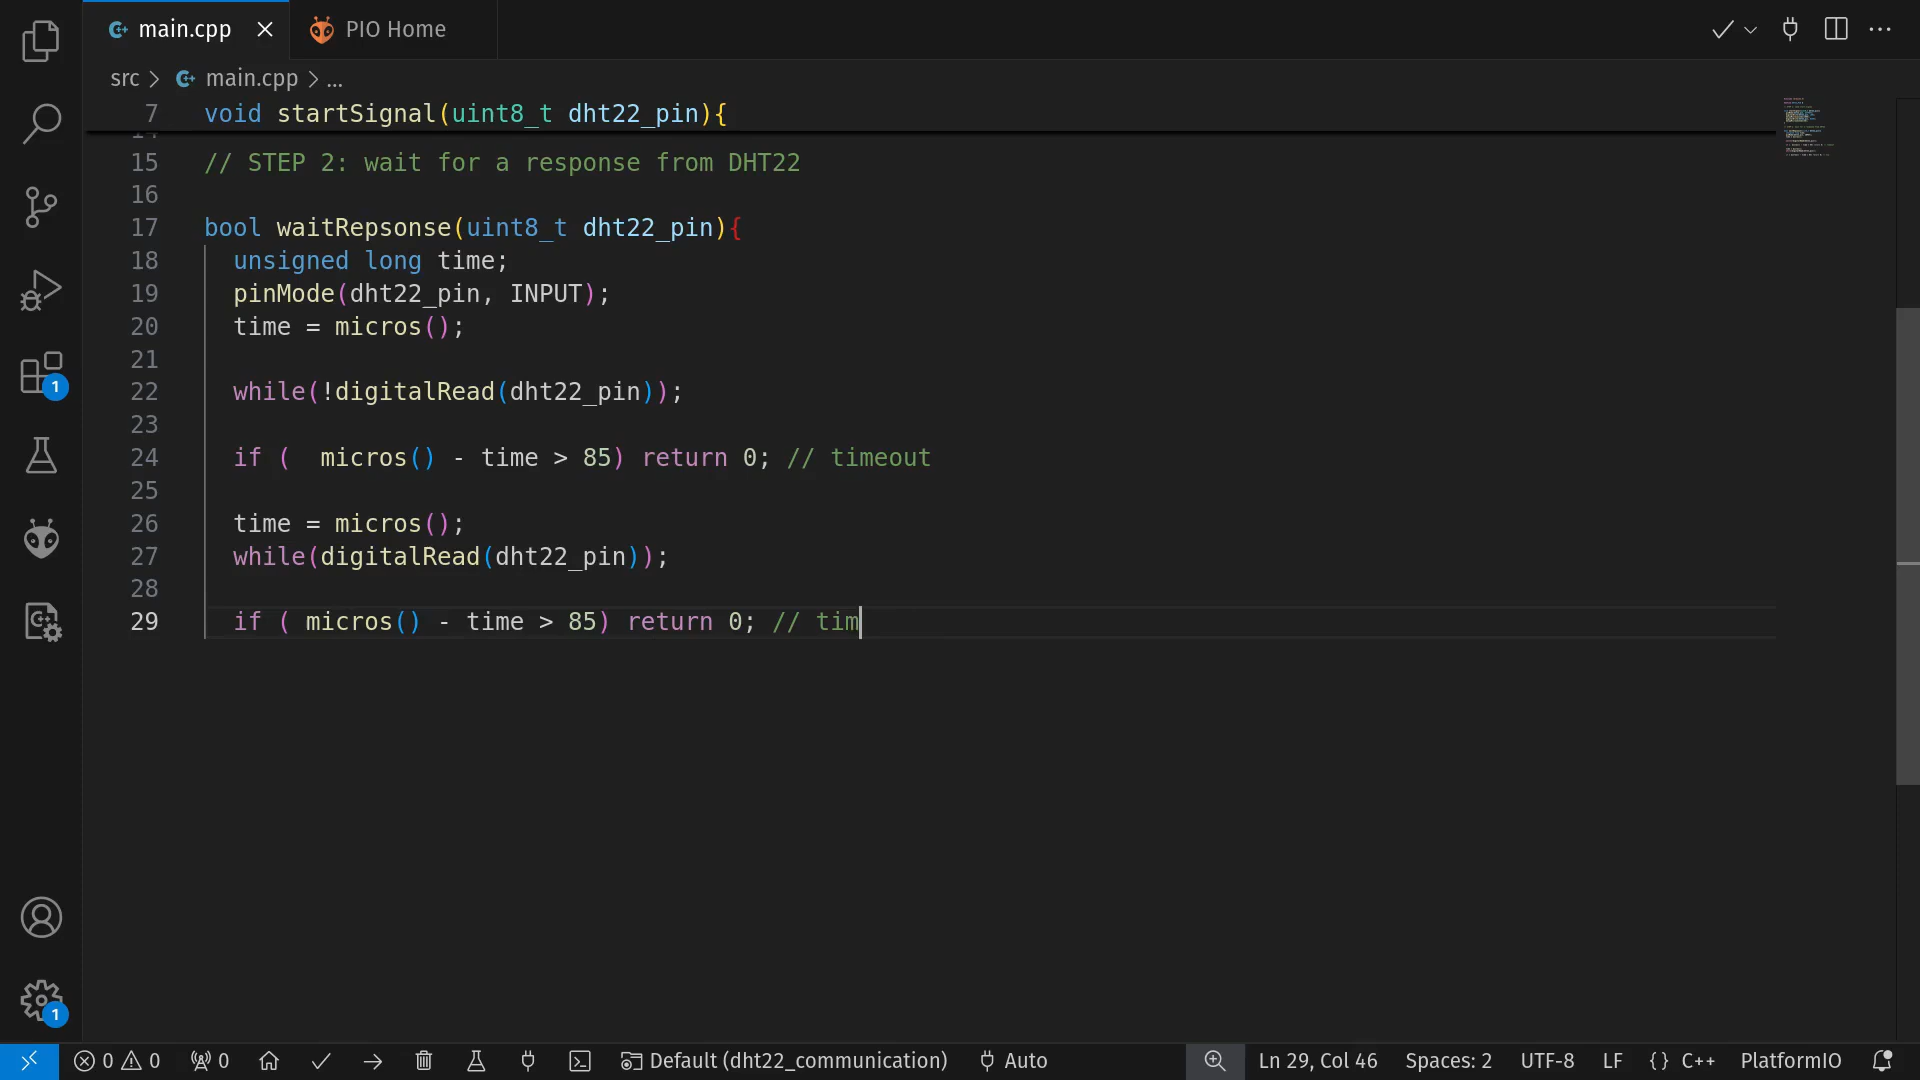 main.cpp
PIO Home
src
main.cpp
...
7 void startSignal(uint8_t dht22_pin){
15 // STEP 2: wait for a response from DHT22
16
17 bool waitRepsonse(uint8_t dht22_pin){
18 unsigned long time;
19 pinMode(dht22_pin, INPUT);
20 time = micros();
21
22 while(!digitalRead(dht22_pin));
23
24 if (  micros() - time > 85) return 0; // timeout
25
26 time = micros();
27 while(digitalRead(dht22_pin));
28
29 if ( micros() - time > 85) return 0; // tim
1
1
0 0 0 Default (dht22_communication) Auto Ln 29, Col 46 Spaces: 2 UTF-8 LF {} C++ PlatformIO